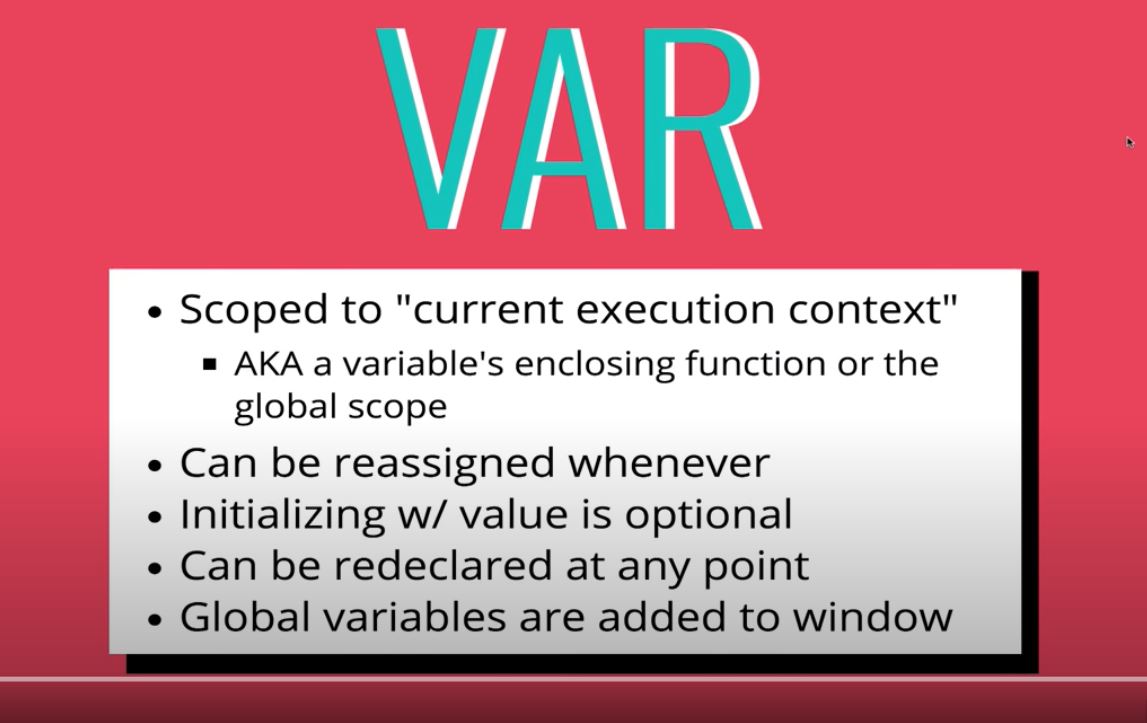 VAR
Scoped to "current execution context"
AKA a variable's enclosing function or the
global scope
Can be reassigned whenever
Initializing w/ value is optional
Can be redeclared at any point
Global variables are added to window